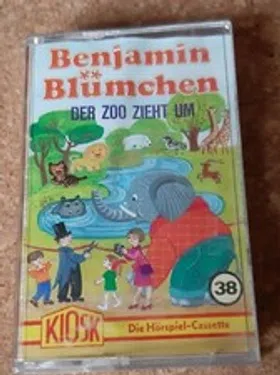 Benjamin
Blümchen
DER ZOO ZIEHT UM
38
KIOSK
Die Hörspiel-Cassette